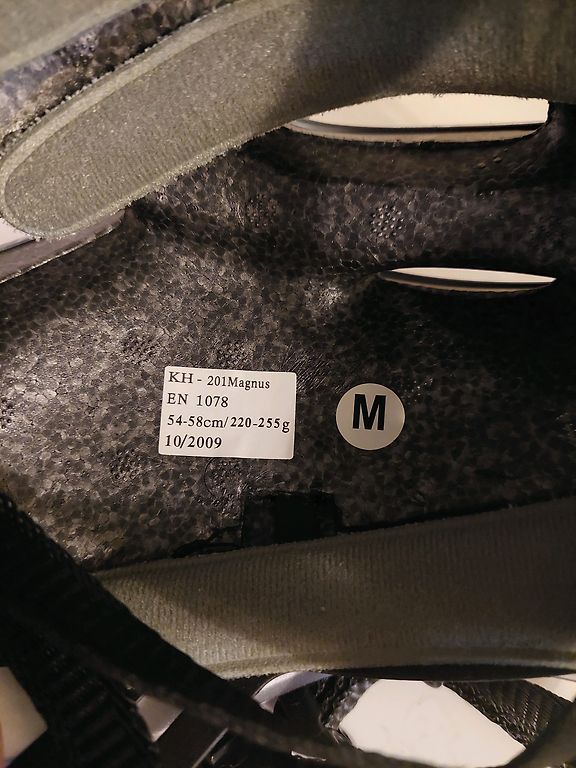 KH - 201Magnus
EN 1078
54-58cm/220-255g
10/2009
M